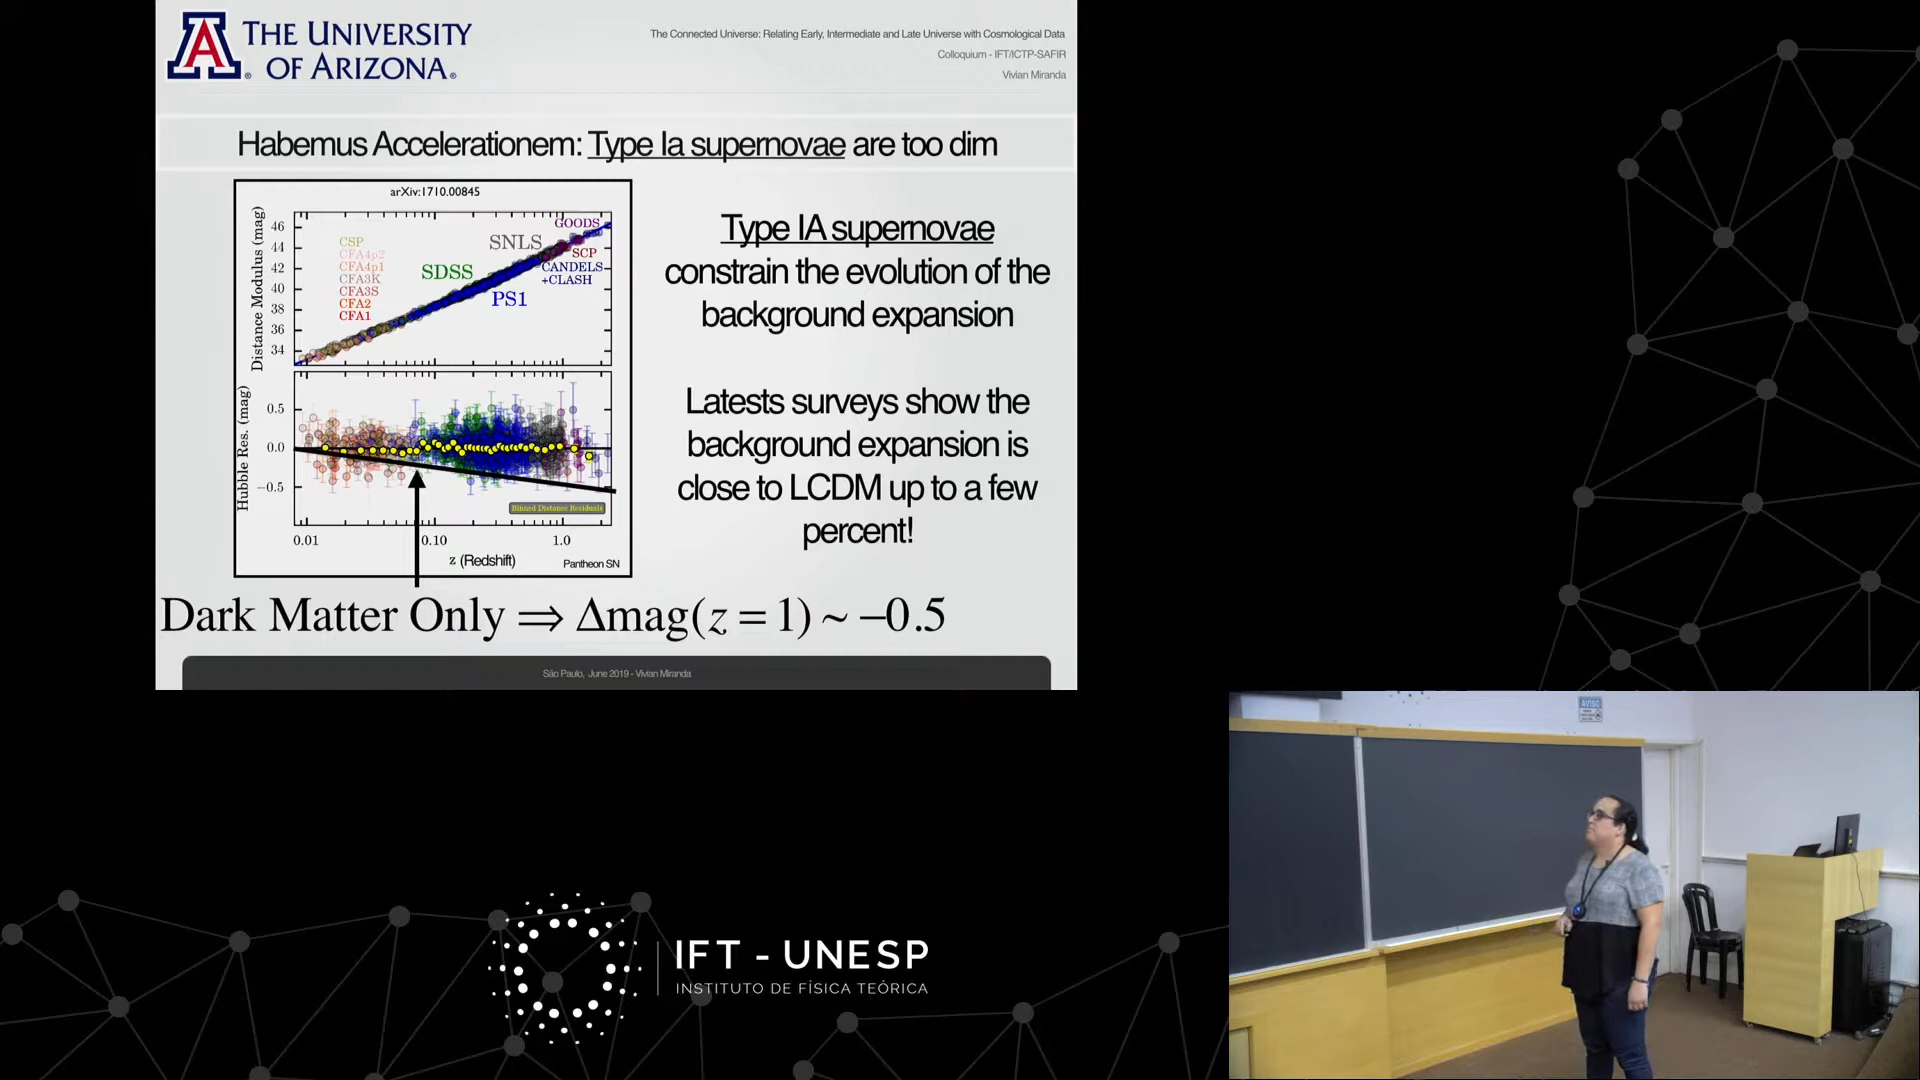 THE UNIVERSITY
OF ARIZONA
The Connected Universe: Relating Early, Intermediate and Late Universe with Cosmological Data
Colloquium - IFT/ICTP-SAFIR
Vivian Miranda
Habemus Accelerationem: Type Ia supernovae are too dim
arXiv:1710.00845
Distance Modulus (mag)
46
44
42
40
38
36
34
CSP
CFA4p2
CFA4p1
CFA3K
CFA3S
CFA2
CFA1
SDSS
SNLS
PS1
GOODS
SCP
CANDELS
+CLASH
Hubble Res. (mag)
0.5
0.0
−0.5
Binned Distance Residuals
0.01
0.10
1.0
z (Redshift)
Pantheon SN
Type IA supernovae
constrain the evolution of the
background expansion
Latests surveys show the
background expansion is
close to LCDM up to a few
percent!
Dark Matter Only ⟹ Δmag(z = 1) ~ −0.5
São Paulo, June 2019 - Vivian Miranda
AVISO
IFT - UNESP
INSTITUTO DE FÍSICA TEÓRICA